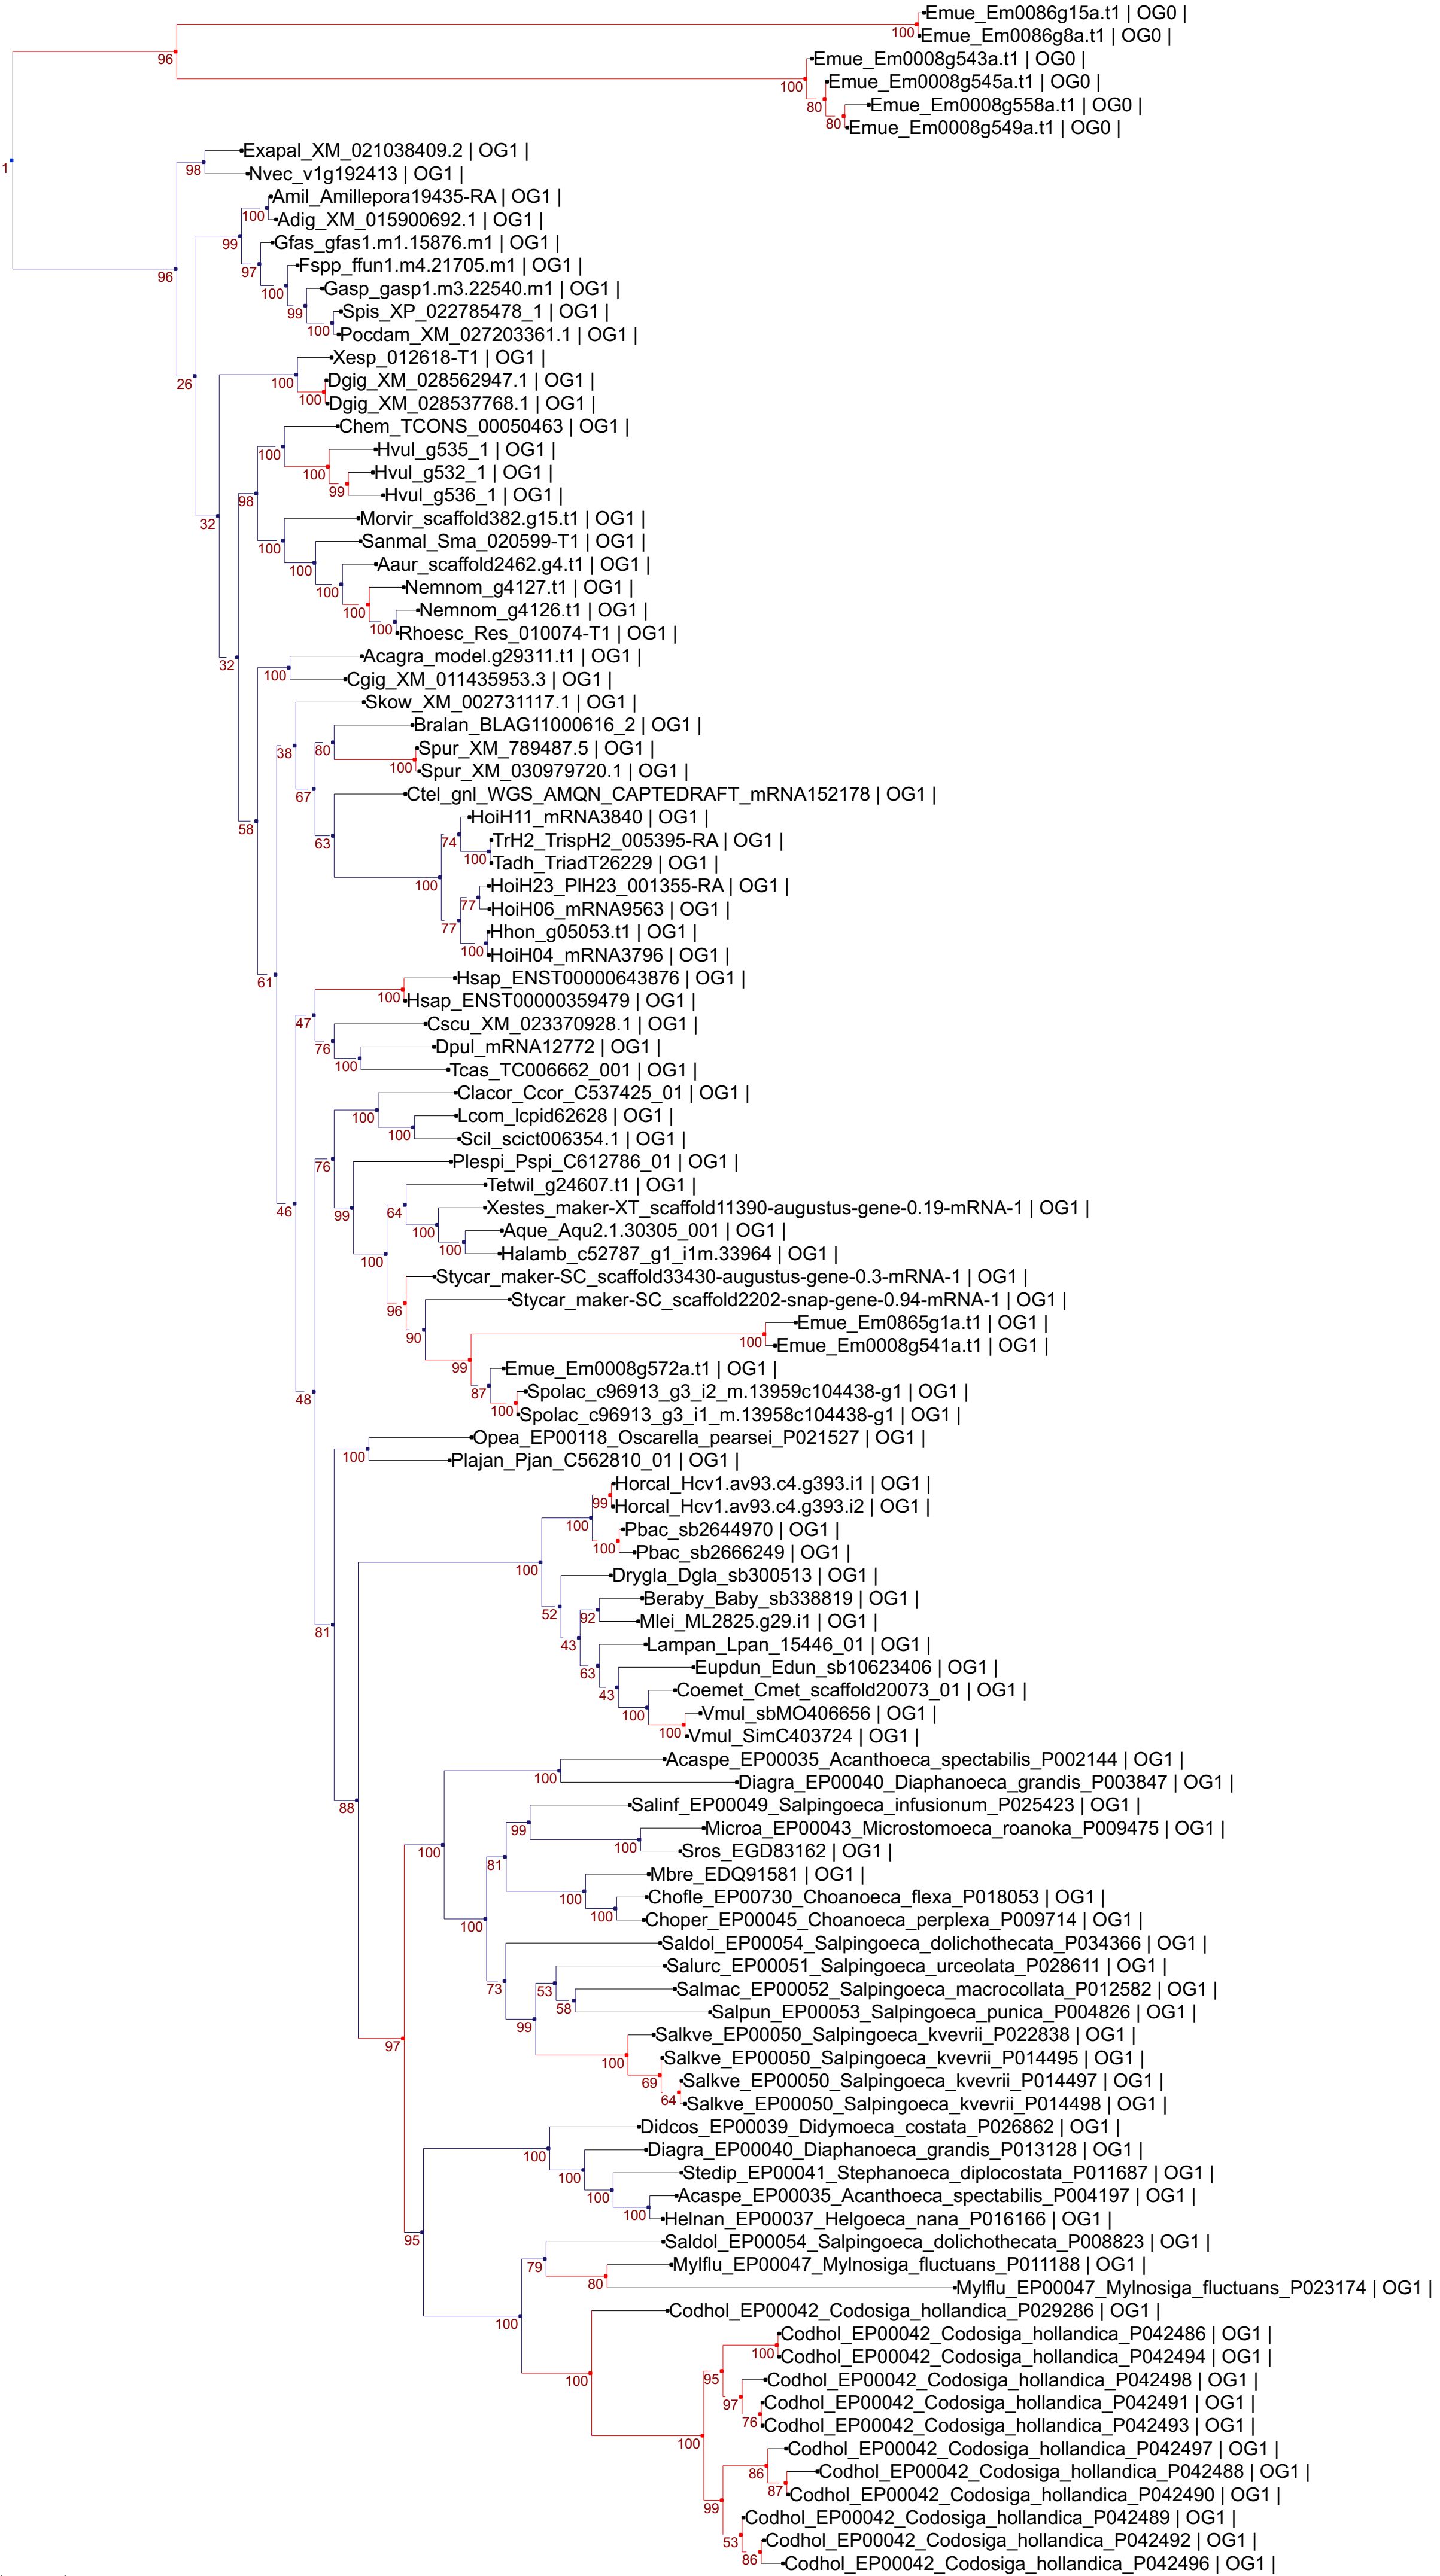 Emue_Em0086g15a.t1 | OG0 |
100
Emue_Em0086g8a.t1 | OG0 |
96
Emue_Em0008g543a.t1 | OG0 |
100
Emue_Em0008g545a.t1 | OG0 |
80
Emue_Em0008g558a.t1 | OG0 |
80
Emue_Em0008g549a.t1 | OG0 |
1
Exapal_XM_021038409.2 | OG1 |
98
Nvec_v1g192413 | OG1 |
Amil_Amillepora19435-RA | OG1 |
100
Adig_XM_015900692.1 | OG1 |
99
Gfas_gfas1.m1.15876.m1 | OG1 |
97
Fspp_ffun1.m4.21705.m1 | OG1 |
96
100
Gasp_gasp1.m3.22540.m1 | OG1 |
99
Spis_XP_022785478_1 | OG1 |
100
Pocdam_XM_027203361.1 | OG1 |
Xesp_012618-T1 | OG1 |
26
100
Dgig_XM_028562947.1 | OG1 |
100
Dgig_XM_028537768.1 | OG1 |
Chem_TCONS_00050463 | OG1 |
100
Hvul_g535_1 | OG1 |
100
Hvul_g532_1 | OG1 |
99
Hvul_g536_1 | OG1 |
98
Morvir_scaffold382.g15.t1 | OG1 |
32
Sanmal_Sma_020599-T1 | OG1 |
100
Aaur_scaffold2462.g4.t1 | OG1 |
100
Nemnom_g4127.t1 | OG1 |
100
Nemnom_g4126.t1 | OG1 |
100
Rhoesc_Res_010074-T1 | OG1 |
100
Acagra_model.g29311.t1 | OG1 |
32
100
Cgig_XM_011435953.3 | OG1 |
Skow_XM_002731117.1 | OG1 |
Bralan_BLAG11000616_2 | OG1 |
38
80
Spur_XM_789487.5 | OG1 |
100
Spur_XM_030979720.1 | OG1 |
67
Ctel_gnl_WGS_AMQN_CAPTEDRAFT_mRNA152178 | OG1 |
HoiH11_mRNA3840 | OG1 |
58
63
74
TrH2_TrispH2_005395-RA | OG1 |
100
Tadh_TriadT26229 | OG1 |
100
HoiH23_PlH23_001355-RA | OG1 |
77
HoiH06_mRNA9563 | OG1 |
77
Hhon_g05053.t1 | OG1 |
100
HoiH04_mRNA3796 | OG1 |
61
Hsap_ENST00000643876 | OG1 |
100
Hsap_ENST00000359479 | OG1 |
47
Cscu_XM_023370928.1 | OG1 |
76
Dpul_mRNA12772 | OG1 |
100
Tcas_TC006662_001 | OG1 |
Clacor_Ccor_C537425_01 | OG1 |
100
Lcom_lcpid62628 | OG1 |
100
Scil_scict006354.1 | OG1 |
76
Plespi_Pspi_C612786_01 | OG1 |
Tetwil_g24607.t1 | OG1 |
46
99
64
Xestes_maker-XT_scaffold11390-augustus-gene-0.19-mRNA-1 | OG1 |
100
Aque_Aqu2.1.30305_001 | OG1 |
100
Halamb_c52787_g1_i1m.33964 | OG1 |
100
Stycar_maker-SC_scaffold33430-augustus-gene-0.3-mRNA-1 | OG1 |
96
Stycar_maker-SC_scaffold2202-snap-gene-0.94-mRNA-1 | OG1 |
90
Emue_Em0865g1a.t1 | OG1 |
100
Emue_Em0008g541a.t1 | OG1 |
99
Emue_Em0008g572a.t1 | OG1 |
48
87
Spolac_c96913_g3_i2_m.13959c104438-g1 | OG1 |
100
Spolac_c96913_g3_i1_m.13958c104438-g1 | OG1 |
Opea_EP00118_Oscarella_pearsei_P021527 | OG1 |
100
Plajan_Pjan_C562810_01 | OG1 |
Horcal_Hcv1.av93.c4.g393.i1 | OG1 |
99
Horcal_Hcv1.av93.c4.g393.i2 | OG1 |
100
Pbac_sb2644970 | OG1 |
100
Pbac_sb2666249 | OG1 |
100
Drygla_Dgla_sb300513 | OG1 |
Beraby_Baby_sb338819 | OG1 |
52
92
Mlei_ML2825.g29.i1 | OG1 |
81
43
Lampan_Lpan_15446_01 | OG1 |
63
Eupdun_Edun_sb10623406 | OG1 |
43
Coemet_Cmet_scaffold20073_01 | OG1 |
100
Vmul_sbMO406656 | OG1 |
100
Vmul_SimC403724 | OG1 |
Acaspe_EP00035_Acanthoeca_spectabilis_P002144 | OG1 |
100
Diagra_EP00040_Diaphanoeca_grandis_P003847 | OG1 |
88
Salinf_EP00049_Salpingoeca_infusionum_P025423 | OG1 |
99
Microa_EP00043_Microstomoeca_roanoka_P009475 | OG1 |
100
100
Sros_EGD83162 | OG1 |
81
Mbre_EDQ91581 | OG1 |
100
Chofle_EP00730_Choanoeca_flexa_P018053 | OG1 |
100
100
Choper_EP00045_Choanoeca_perplexa_P009714 | OG1 |
Saldol_EP00054_Salpingoeca_dolichothecata_P034366 | OG1 |
Salurc_EP00051_Salpingoeca_urceolata_P028611 | OG1 |
73
53
Salmac_EP00052_Salpingoeca_macrocollata_P012582 | OG1 |
58
Salpun_EP00053_Salpingoeca_punica_P004826 | OG1 |
99
Salkve_EP00050_Salpingoeca_kvevrii_P022838 | OG1 |
97
100
Salkve_EP00050_Salpingoeca_kvevrii_P014495 | OG1 |
69
Salkve_EP00050_Salpingoeca_kvevrii_P014497 | OG1 |
64
Salkve_EP00050_Salpingoeca_kvevrii_P014498 | OG1 |
Didcos_EP00039_Didymoeca_costata_P026862 | OG1 |
100
Diagra_EP00040_Diaphanoeca_grandis_P013128 | OG1 |
100
Stedip_EP00041_Stephanoeca_diplocostata_P011687 | OG1 |
100
Acaspe_EP00035_Acanthoeca_spectabilis_P004197 | OG1 |
100
Helnan_EP00037_Helgoeca_nana_P016166 | OG1 |
95
Saldol_EP00054_Salpingoeca_dolichothecata_P008823 | OG1 |
79
Mylflu_EP00047_Mylnosiga_fluctuans_P011188 | OG1 |
80
Mylflu_EP00047_Mylnosiga_fluctuans_P023174 | OG1 |
100
Codhol_EP00042_Codosiga_hollandica_P029286 | OG1 |
Codhol_EP00042_Codosiga_hollandica_P042486 | OG1 |
100
Codhol_EP00042_Codosiga_hollandica_P042494 | OG1 |
100
95
Codhol_EP00042_Codosiga_hollandica_P042498 | OG1 |
97
Codhol_EP00042_Codosiga_hollandica_P042491 | OG1 |
76
Codhol_EP00042_Codosiga_hollandica_P042493 | OG1 |
100
Codhol_EP00042_Codosiga_hollandica_P042497 | OG1 |
86
Codhol_EP00042_Codosiga_hollandica_P042488 | OG1 |
87
Codhol_EP00042_Codosiga_hollandica_P042490 | OG1 |
99
Codhol_EP00042_Codosiga_hollandica_P042489 | OG1 |
53
Codhol_EP00042_Codosiga_hollandica_P042492 | OG1 |
86
Codhol_EP00042_Codosiga_hollandica_P042496 | OG1 |